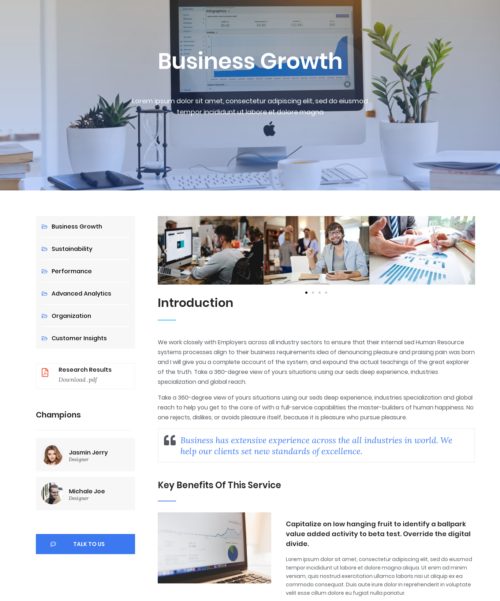 Business Growth
Lorem ipsum dolor sit amet, consectetur adipiscing elit, sed do eiusmod
tempor incididunt ut labore et dolore magna
Business Growth
Sustainability
Performance
Advanced Analytics
Organization
Customer Insights
Research Results
Download .pdf
Champions
Jasmin Jerry
Designer
Michale Joe
Designer
TALK TO US
Introduction
We work closely with Employers across all industry sectors to ensure that their internal sed Human Resource
systems processes align to their business requirements idea of denouncing pleasure and praising pain was born
and I will give you a complete account of the system, and expound the actual teachings of the great explorer
of the truth. Take a 360-degree view of yours situations using our seds deep experience, industries
specialization and global reach.
Take a 360-degree view of yours situations using our seds deep experience, industries specialization and global
reach to help you get to the core of with a full-service capabilities the master-builders of human happiness. No
one rejects, dislikes, or avoids pleasure itself, because it is pleasure who pursue pleasure.
Business has extensive experience across the all industries in world. We
help our clients set new standards of excellence.
Key Benefits Of This Service
Capitalize on low hanging fruit to identify a ballpark
value added activity to beta test. Override the digital
divide.
Lorem ipsum dolor sit amet, consectetur adipiscing elit, sed do
eiusmod tempor incididunt ut labore et dolore magna aliqua. Enim
minim veniam quis nostrud exercitation ullamco laboris nisi ut aliquip ex ea
commodo consequat. Duis aute irure dolor in reprehenderit in voluptate
velit esse cillum dolore eu fugiat nulla pariatur